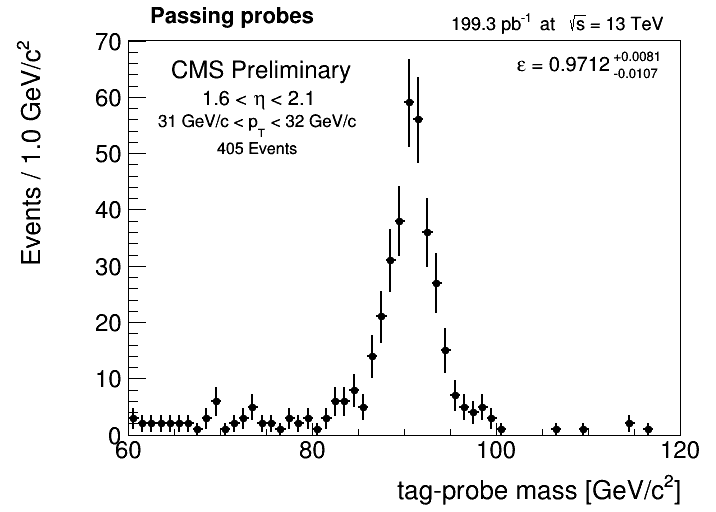 Passing probes
199.3 pb⁻¹ at √s = 13 TeV
CMS Preliminary
1.6 < η < 2.1
31 GeV/c < p_T < 32 GeV/c
405 Events
ε = 0.9712 +0.0081 -0.0107
Events / 1.0 GeV/c²
70
60
50
40
30
20
10
0
60 80 100 120
tag-probe mass [GeV/c²]